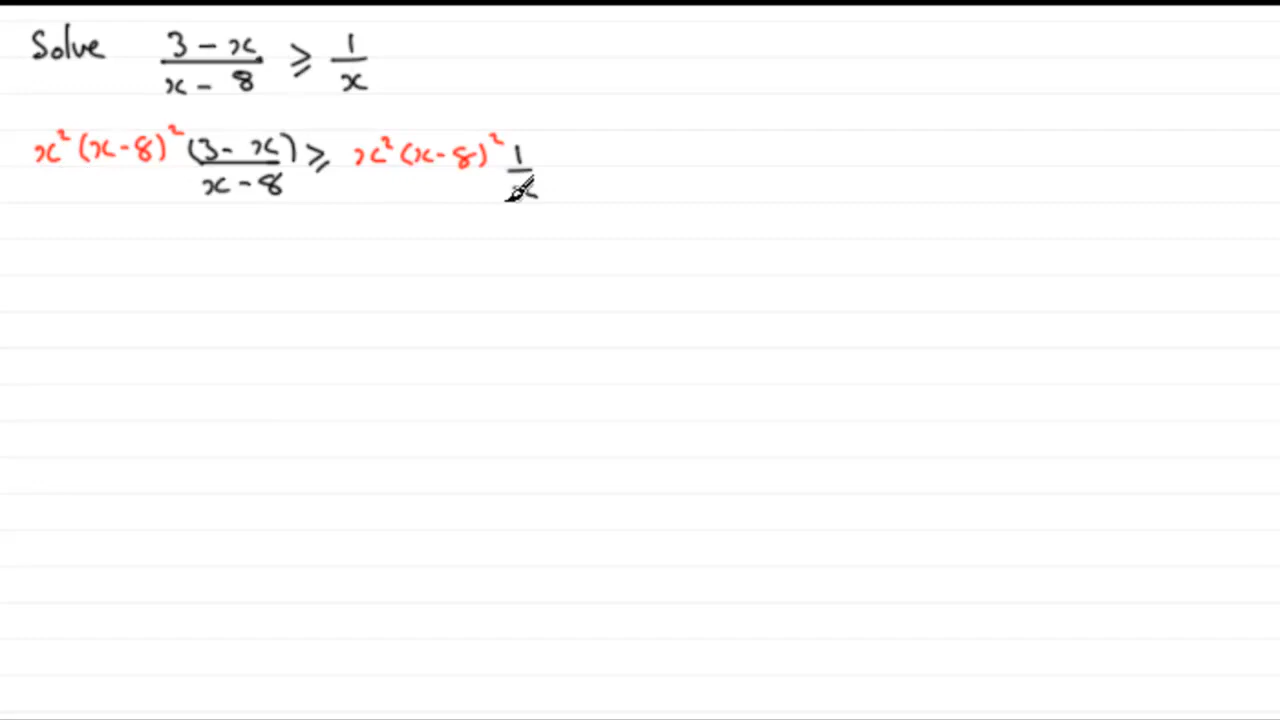 Solve (3 - x)/(x - 8) ⩾ 1/x
x²(x-8)² (3 - x)/(x - 8) ⩾ x²(x-8)² 1/x